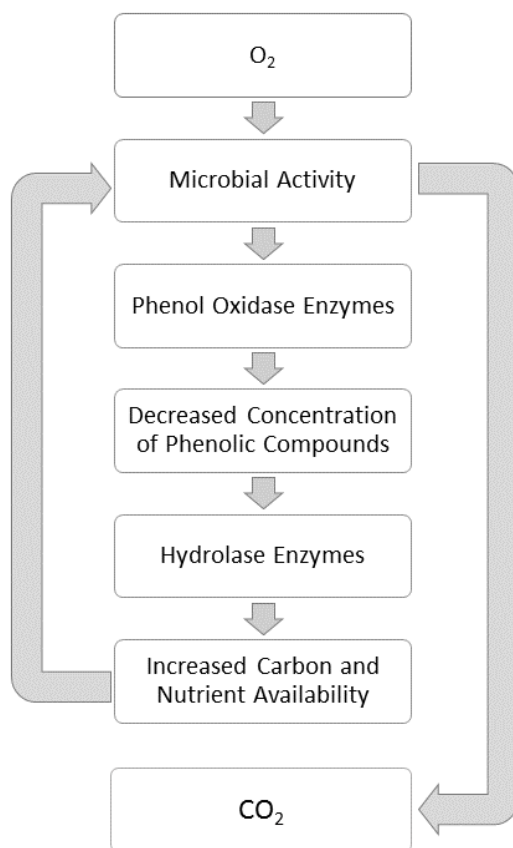 O₂
Microbial Activity
Phenol Oxidase Enzymes
Decreased Concentration
of Phenolic Compounds
Hydrolase Enzymes
Increased Carbon and
Nutrient Availability
CO₂